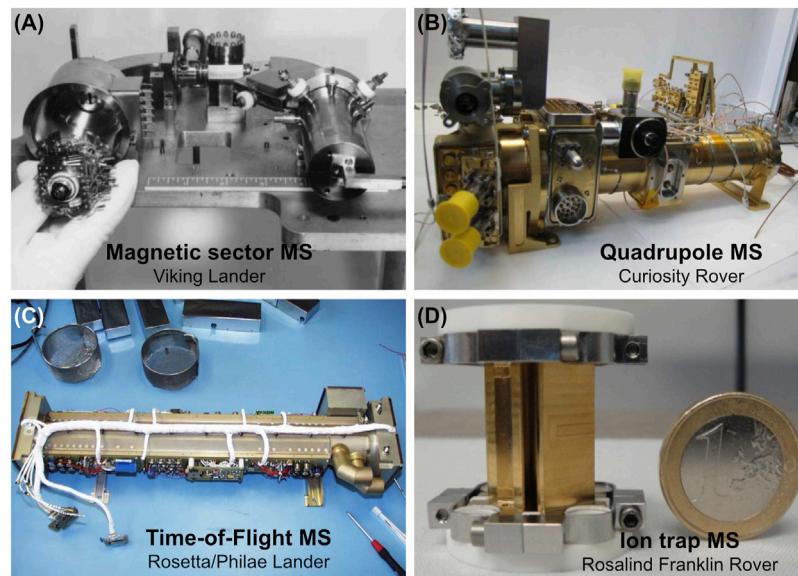 (A)
Magnetic sector MS
Viking Lander
(B)
Quadrupole MS
Curiosity Rover
(C)
Time-of-Flight MS
Rosetta/Philae Lander
(D)
1
Ion trap MS
Rosalind Franklin Rover